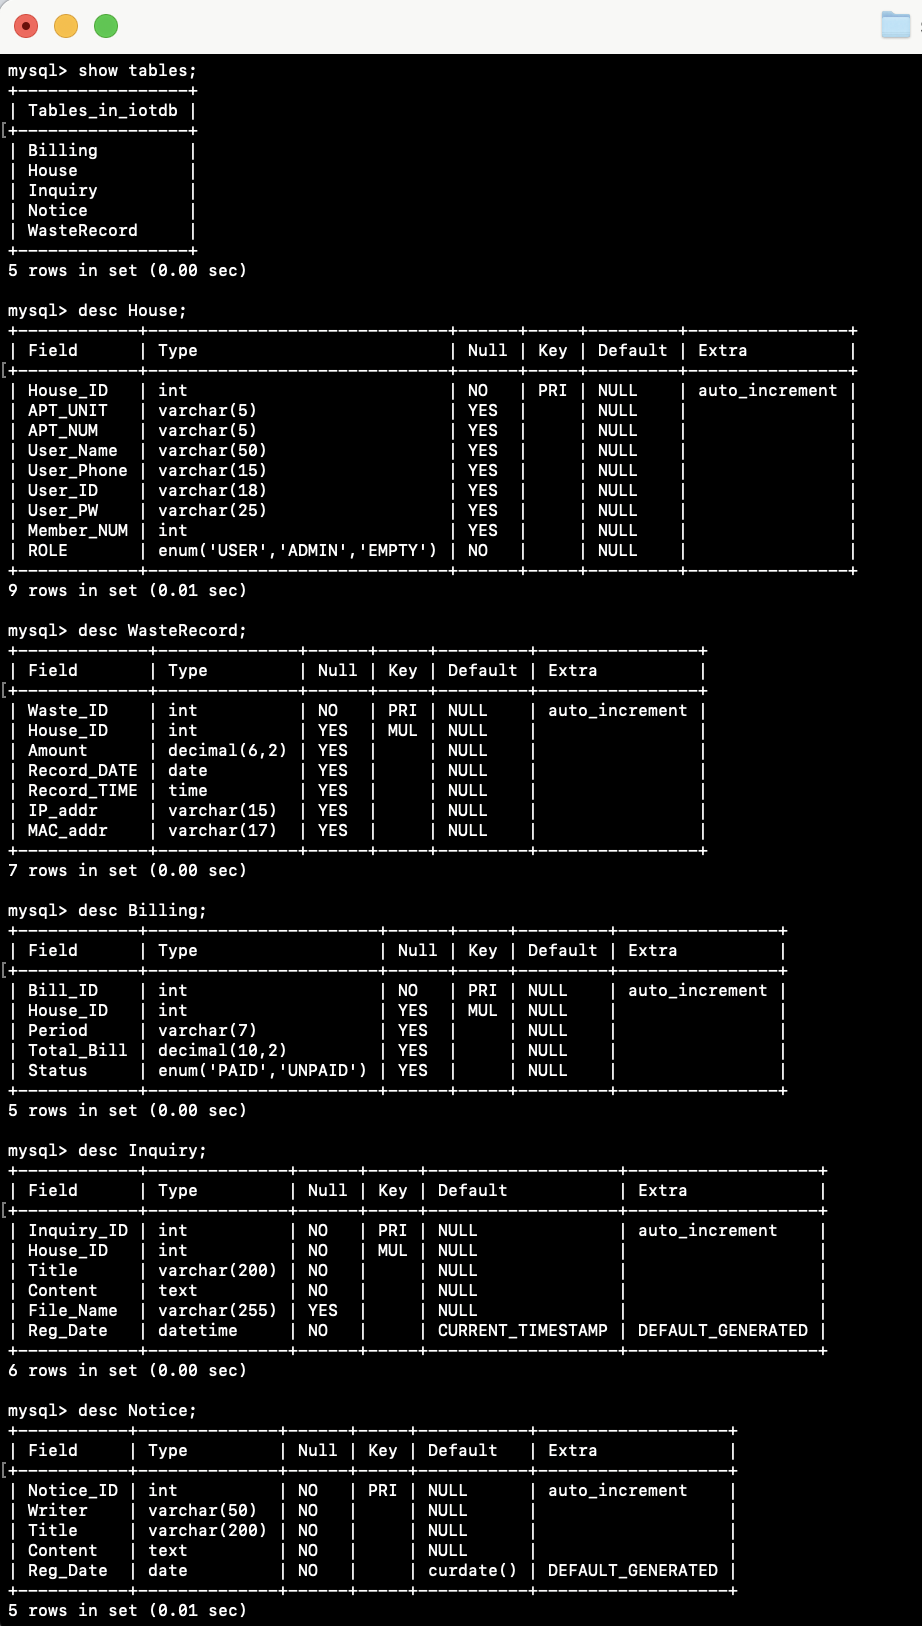 mysql> show tables;
+-----------------+
| Tables_in_iotdb |
[+-----------------+
| Billing         |
| House           |
| Inquiry         |
| Notice          |
| WasteRecord     |
+-----------------+
5 rows in set (0.00 sec)
mysql> desc House;
+------------+------------------------------+------+-----+---------+----------------+
| Field      | Type                         | Null | Key | Default | Extra          |
[+------------+------------------------------+------+-----+---------+----------------+
| House_ID   | int                          | NO   | PRI | NULL    | auto_increment |
| APT_UNIT   | varchar(5)                   | YES  |     | NULL    |                |
| APT_NUM    | varchar(5)                   | YES  |     | NULL    |                |
| User_Name  | varchar(50)                  | YES  |     | NULL    |                |
| User_Phone | varchar(15)                  | YES  |     | NULL    |                |
| User_ID    | varchar(18)                  | YES  |     | NULL    |                |
| User_PW    | varchar(25)                  | YES  |     | NULL    |                |
| Member_NUM | int                          | YES  |     | NULL    |                |
| ROLE       | enum('USER','ADMIN','EMPTY') | NO   |     | NULL    |                |
+------------+------------------------------+------+-----+---------+----------------+
9 rows in set (0.01 sec)
mysql> desc WasteRecord;
+-------------+--------------+------+-----+---------+----------------+
| Field       | Type         | Null | Key | Default | Extra          |
[+-------------+--------------+------+-----+---------+----------------+
| Waste_ID    | int          | NO   | PRI | NULL    | auto_increment |
| House_ID    | int          | YES  | MUL | NULL    |                |
| Amount      | decimal(6,2) | YES  |     | NULL    |                |
| Record_DATE | date         | YES  |     | NULL    |                |
| Record_TIME | time         | YES  |     | NULL    |                |
| IP_addr     | varchar(15)  | YES  |     | NULL    |                |
| MAC_addr    | varchar(17)  | YES  |     | NULL    |                |
+-------------+--------------+------+-----+---------+----------------+
7 rows in set (0.00 sec)
mysql> desc Billing;
+------------+-----------------------+------+-----+---------+----------------+
| Field      | Type                  | Null | Key | Default | Extra          |
[+------------+-----------------------+------+-----+---------+----------------+
| Bill_ID    | int                   | NO   | PRI | NULL    | auto_increment |
| House_ID   | int                   | YES  | MUL | NULL    |                |
| Period     | varchar(7)            | YES  |     | NULL    |                |
| Total_Bill | decimal(10,2)         | YES  |     | NULL    |                |
| Status     | enum('PAID','UNPAID') | YES  |     | NULL    |                |
+------------+-----------------------+------+-----+---------+----------------+
5 rows in set (0.00 sec)
mysql> desc Inquiry;
+------------+--------------+------+-----+-------------------+-------------------+
| Field      | Type         | Null | Key | Default           | Extra             |
[+------------+--------------+------+-----+-------------------+-------------------+
| Inquiry_ID | int          | NO   | PRI | NULL              | auto_increment    |
| House_ID   | int          | NO   | MUL | NULL              |                   |
| Title      | varchar(200) | NO   |     | NULL              |                   |
| Content    | text         | NO   |     | NULL              |                   |
| File_Name  | varchar(255) | YES  |     | NULL              |                   |
| Reg_Date   | datetime     | NO   |     | CURRENT_TIMESTAMP | DEFAULT_GENERATED |
+------------+--------------+------+-----+-------------------+-------------------+
6 rows in set (0.00 sec)
mysql> desc Notice;
+-----------+--------------+------+-----+-----------+-------------------+
| Field     | Type         | Null | Key | Default   | Extra             |
[+-----------+--------------+------+-----+-----------+-------------------+
| Notice_ID | int          | NO   | PRI | NULL      | auto_increment    |
| Writer    | varchar(50)  | NO   |     | NULL      |                   |
| Title     | varchar(200) | NO   |     | NULL      |                   |
| Content   | text         | NO   |     | NULL      |                   |
| Reg_Date  | date         | NO   |     | curdate() | DEFAULT_GENERATED |
+-----------+--------------+------+-----+-----------+-------------------+
5 rows in set (0.01 sec)